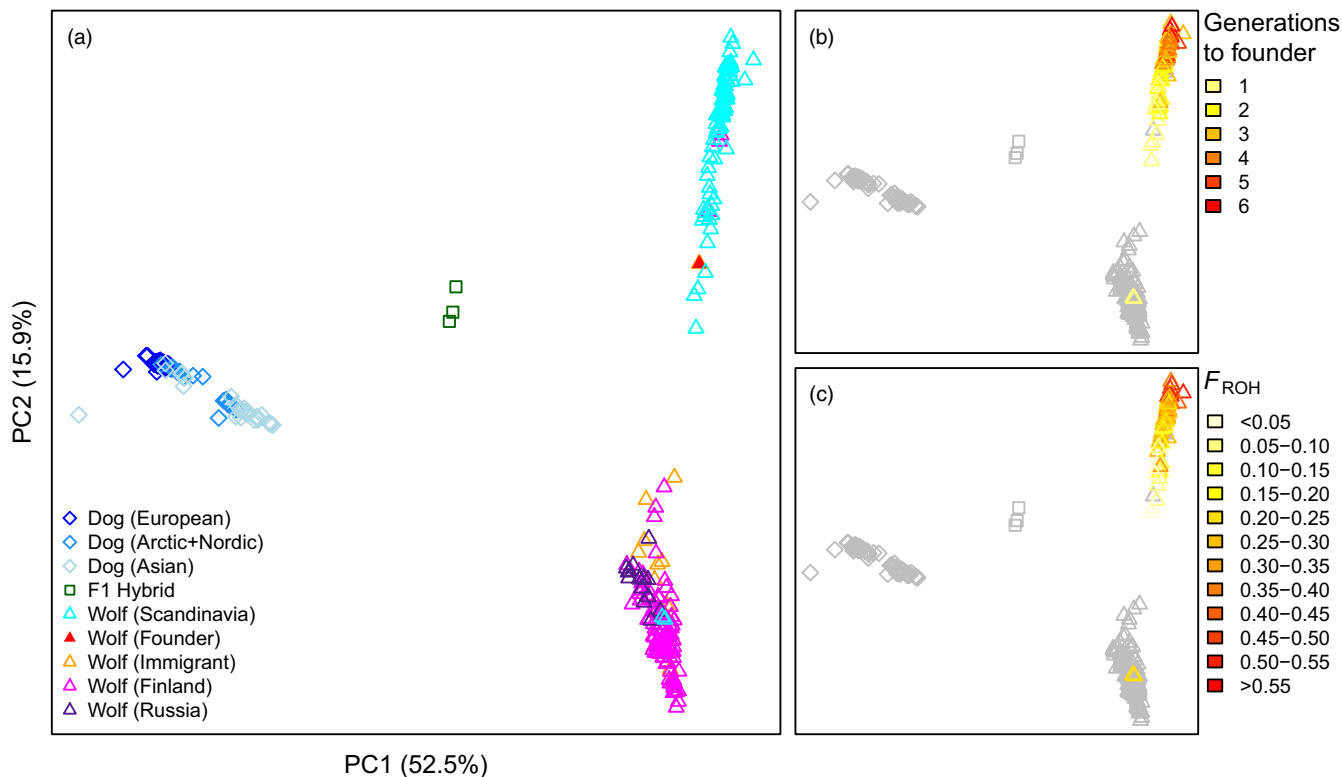 (a)
PC2 (15.9%)
Dog (European)
Dog (Arctic+Nordic)
Dog (Asian)
F1 Hybrid
Wolf (Scandinavia)
Wolf (Founder)
Wolf (Immigrant)
Wolf (Finland)
Wolf (Russia)
PC1 (52.5%)
(b)
Generations
to founder
1
2
3
4
5
6
(c)
FROH
<0.05
0.05−0.10
0.10−0.15
0.15−0.20
0.20−0.25
0.25−0.30
0.30−0.35
0.35−0.40
0.40−0.45
0.45−0.50
0.50−0.55
>0.55